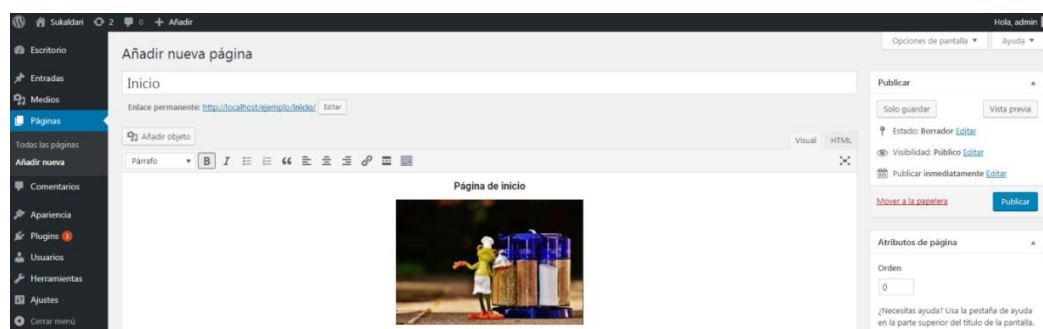 Sukaldari 2 0 + Añadir Hola, admin
Escritorio
Entradas
Medios
Páginas
Todas las páginas
Añadir nueva
Comentarios
Apariencia
Plugins 1
Usuarios
Herramientas
Ajustes
Cerrar menú
Opciones de pantalla ▼ Ayuda ▼
Añadir nueva página
Inicio
Enlace permanente: http://localhost/ejemplo/inicio/ Editar
Añadir objeto
Visual HTML
Párrafo ▼ B I
Página de inicio
Publicar
Solo guardar Vista previa
Estado: Borrador Editar
Visibilidad: Público Editar
Publicar inmediatamente Editar
Mover a la papelera Publicar
Atributos de página
Orden
0
¿Necesitas ayuda? Usa la pestaña de ayuda
en la parte superior del título de la pantalla.